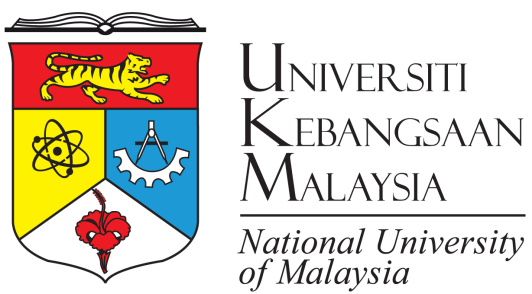 UNIVERSITI
KEBANGSAAN
MALAYSIA
National University
of Malaysia